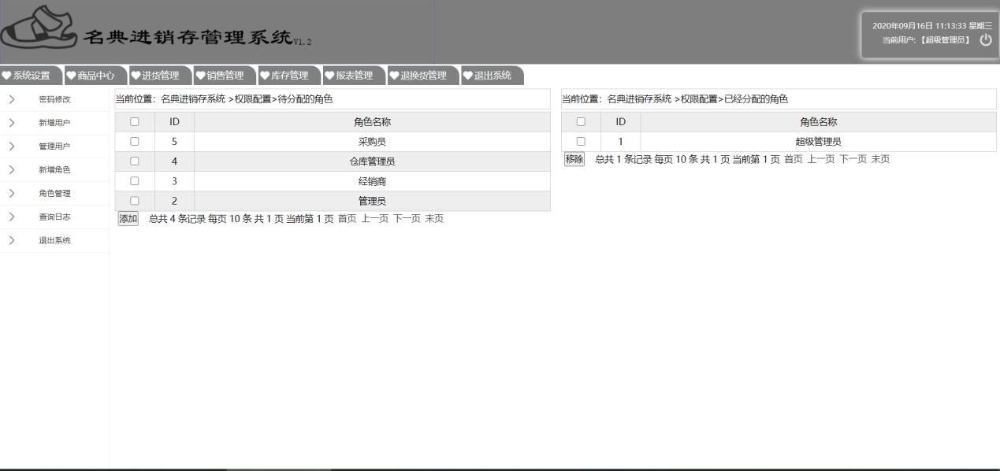 名典进销存管理系统V1.2
2020年09月16日 11:13:33 星期三
当前用户:【超级管理员】
系统设置 商品中心 进货管理 销售管理 库存管理 报表管理 退换货管理 退出系统
密码修改
新增用户
管理用户
新增角色
角色管理
查询日志
退出系统
当前位置：名典进销存系统 >权限配置>待分配的角色
ID 角色名称
5 采购员
4 仓库管理员
3 经销商
2 管理员
添加 总共 4 条记录 每页 10 条 共 1 页 当前第 1 页 首页 上一页 下一页 末页
当前位置：名典进销存系统 >权限配置>已经分配的角色
ID 角色名称
1 超级管理员
移除 总共 1 条记录 每页 10 条 共 1 页 当前第 1 页 首页 上一页 下一页 末页